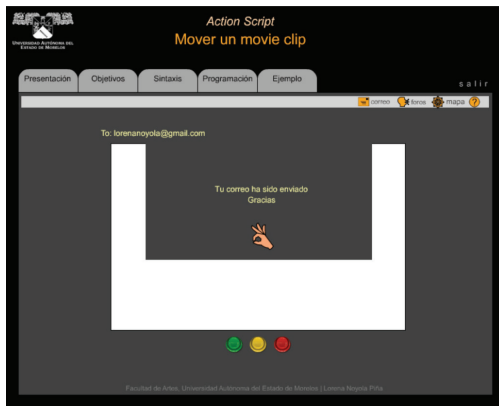 UNIVERSIDAD AUTÓNOMA DEL
ESTADO DE MORELOS
Action Script
Mover un movie clip
Presentación
Objetivos
Sintaxis
Programación
Ejemplo
salir
correo
foros
mapa
?
To: lorenanoyola@gmail.com
Tu correo ha sido enviado
Gracias
Facultad de Artes, Universidad Autónoma del Estado de Morelos | Lorena Noyola Piña